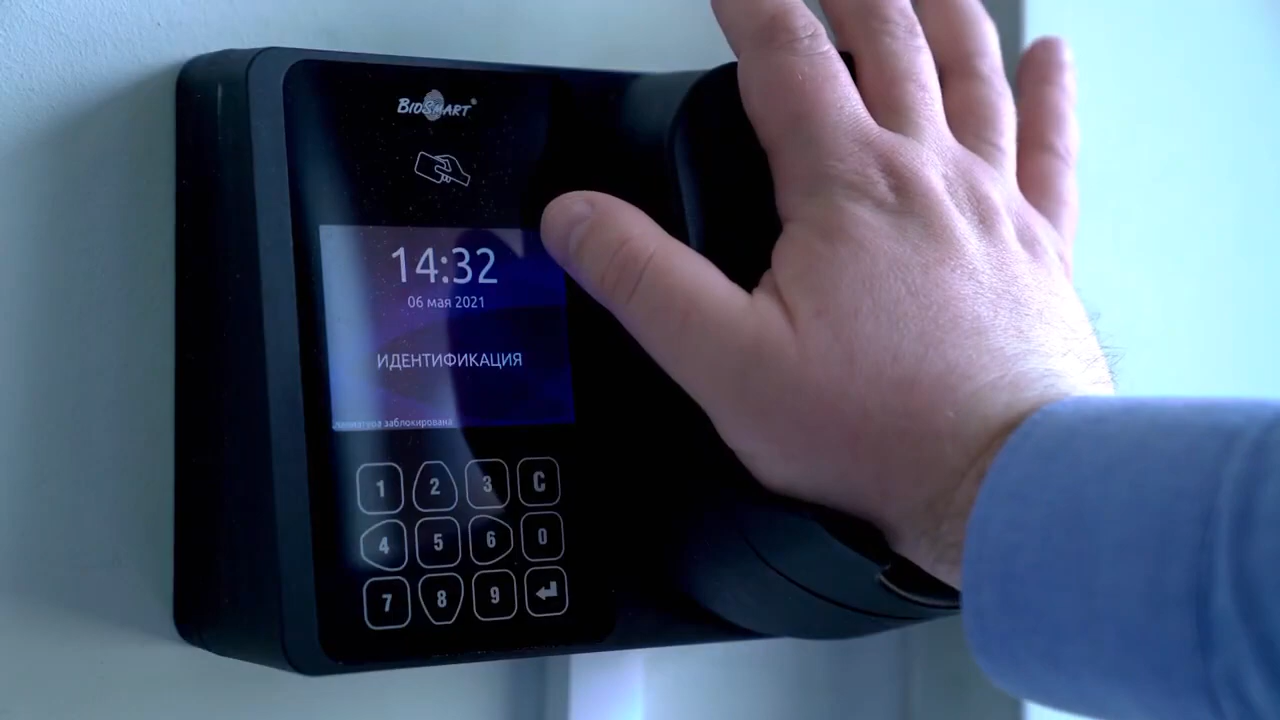 BIOSMART
14:32
06 мая 2021
ИДЕНТИФИКАЦИЯ
заблокирована
1 2 3 C
4 5 6 0
7 8 9